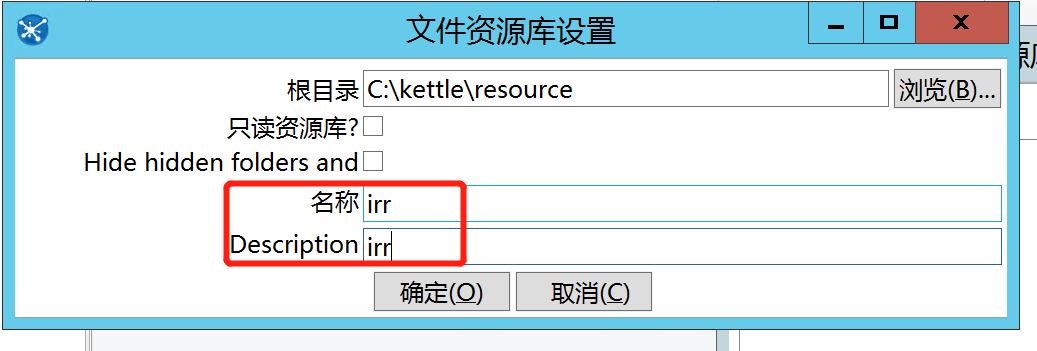 文件资源库设置
根目录 C:\kettle\resource 浏览(B)...
只读资源库?
Hide hidden folders and
名称 irr
Description irr
确定(O) 取消(C)